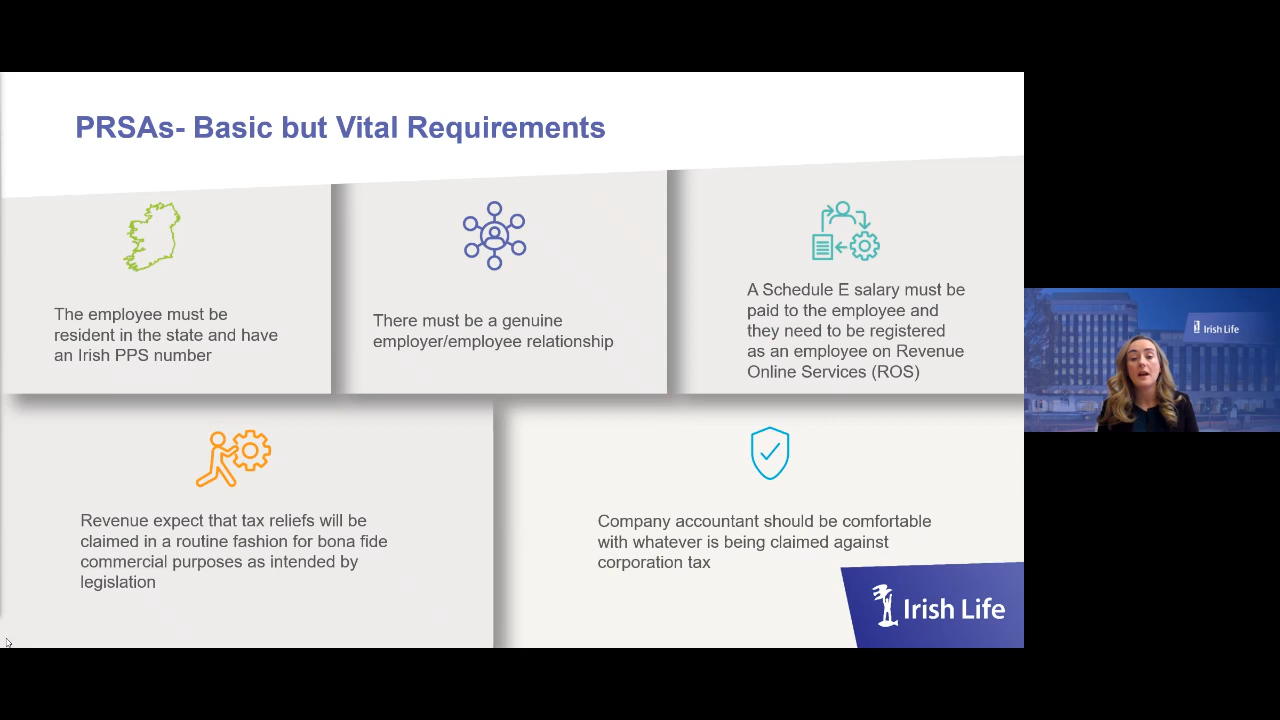 PRSAs- Basic but Vital Requirements
The employee must be
resident in the state and have
an Irish PPS number
There must be a genuine
employer/employee relationship
A Schedule E salary must be
paid to the employee and
they need to be registered
as an employee on Revenue
Online Services (ROS)
Revenue expect that tax reliefs will be
claimed in a routine fashion for bona fide
commercial purposes as intended by
legislation
Company accountant should be comfortable
with whatever is being claimed against
corporation tax
Irish Life
Irish Life